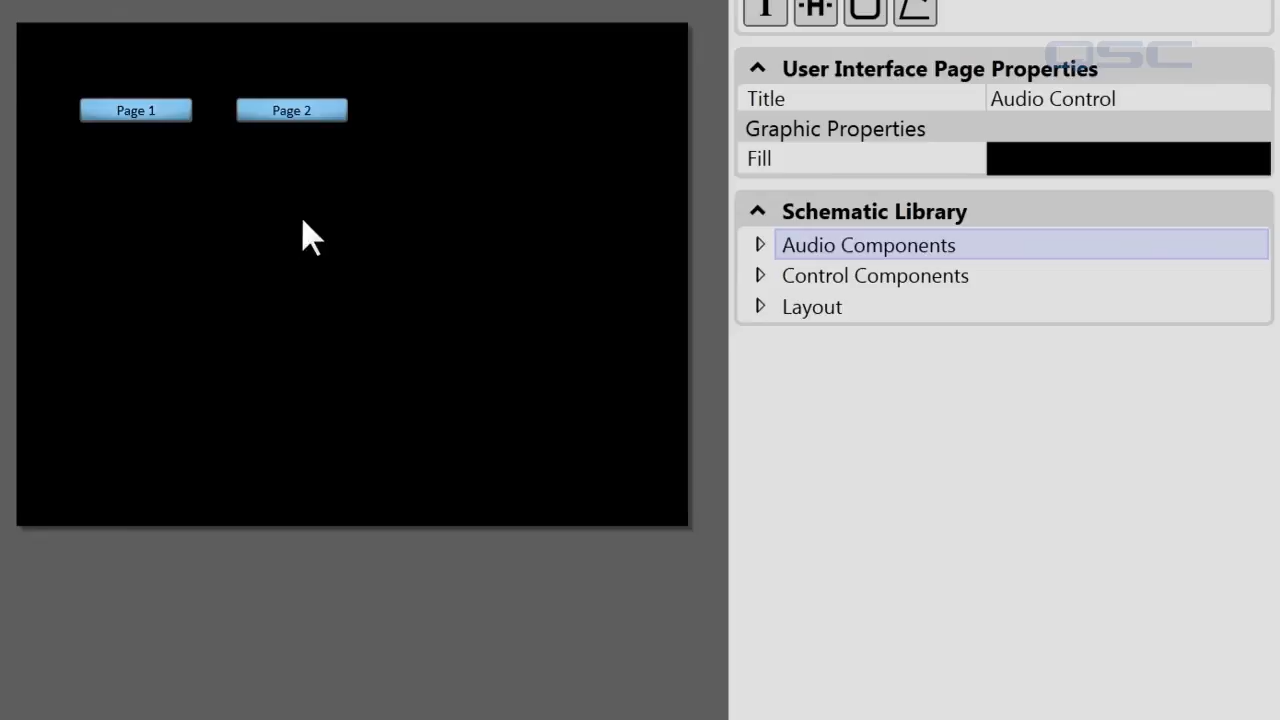 T
-H-
QSC
User Interface Page Properties
Title Audio Control
Graphic Properties
Fill
Schematic Library
Audio Components
Control Components
Layout
Page 1 Page 2